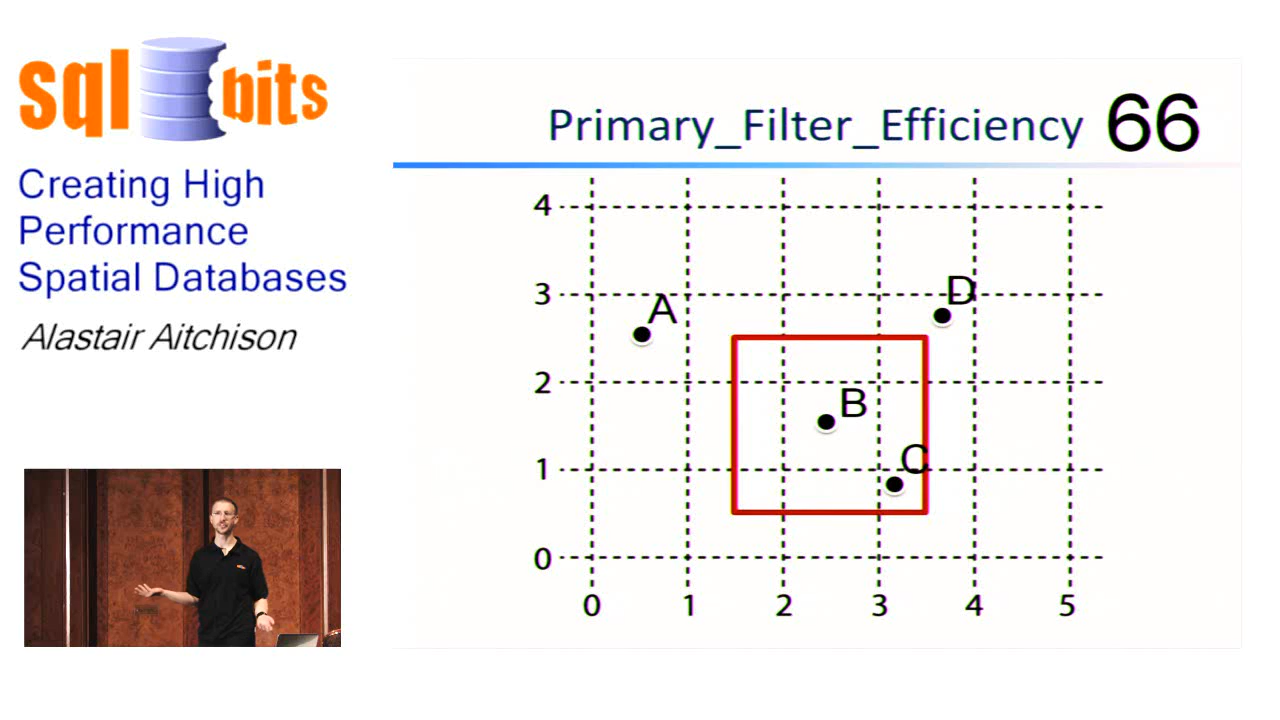 sql bits
Creating High
Performance
Spatial Databases
Alastair Aitchison
Primary_Filter_Efficiency 66
4
3
2
1
0
A
D
B
C
0 1 2 3 4 5